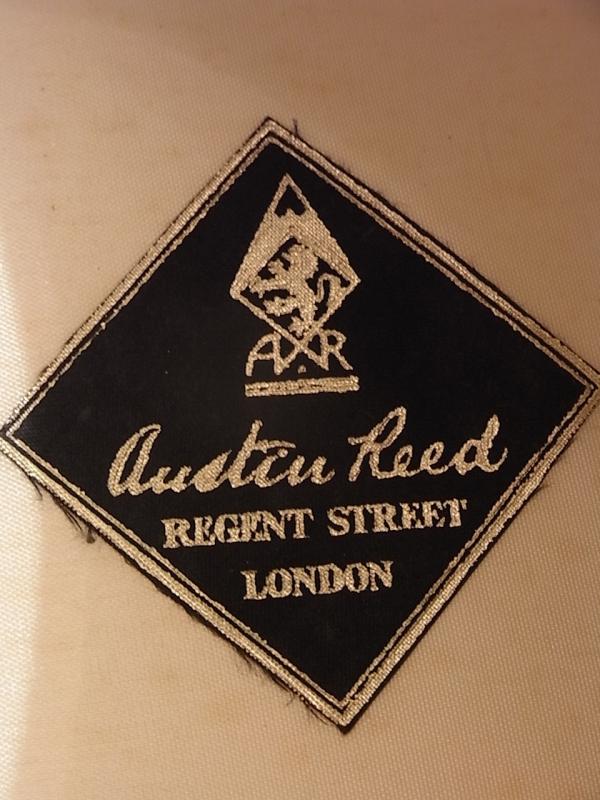 AR
Austin Reed
REGENT STREET
LONDON